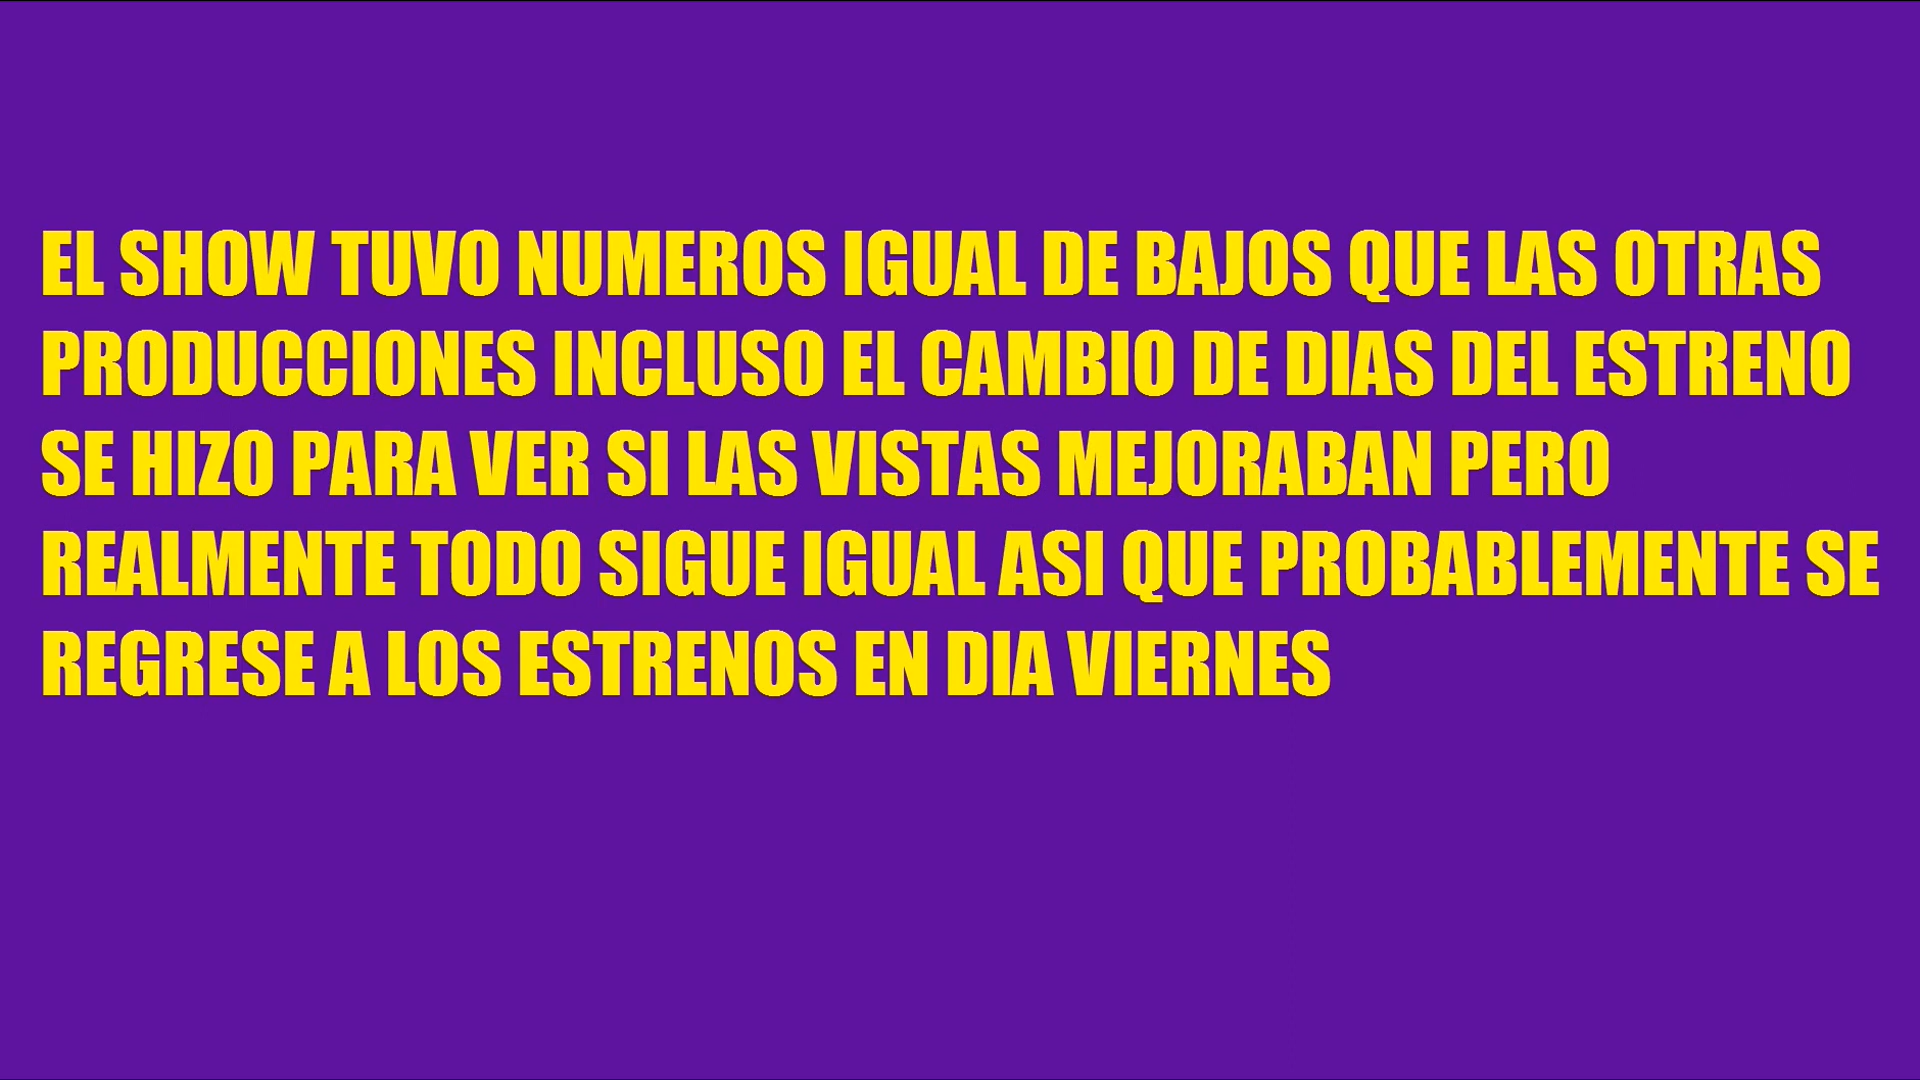 EL SHOW TUVO NUMEROS IGUAL DE BAJOS QUE LAS OTRAS
PRODUCCIONES INCLUSO EL CAMBIO DE DIAS DEL ESTRENO
SE HIZO PARA VER SI LAS VISTAS MEJORABAN PERO
REALMENTE TODO SIGUE IGUAL ASI QUE PROBABLEMENTE SE
REGRESE A LOS ESTRENOS EN DIA VIERNES